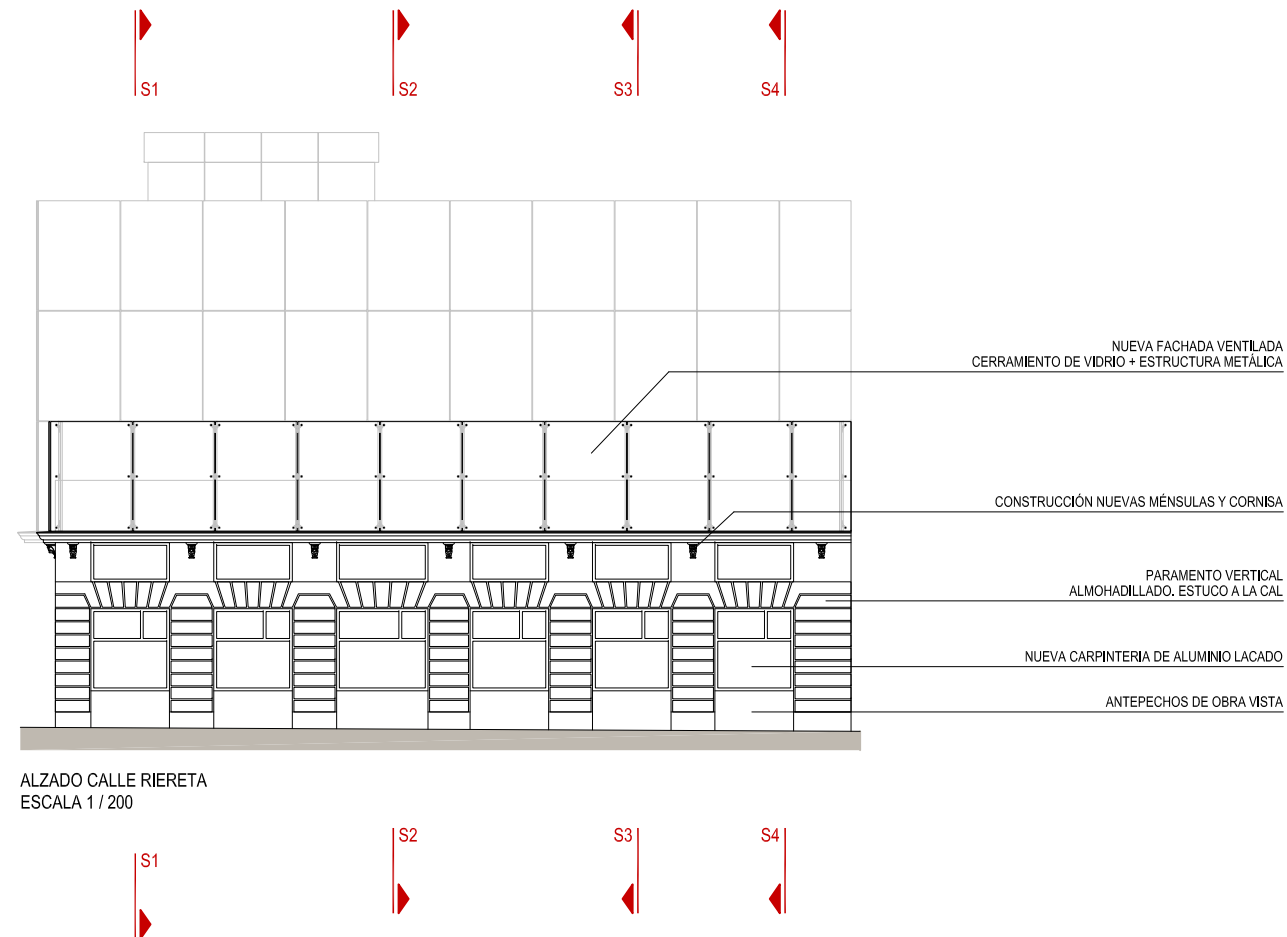 S1
S2
S3
S4
NUEVA FACHADA VENTILADA
CERRAMIENTO DE VIDRIO + ESTRUCTURA METÁLICA
CONSTRUCCIÓN NUEVAS MÉNSULAS Y CORNISA
PARAMENTO VERTICAL
ALMOHADILLADO. ESTUCO A LA CAL
NUEVA CARPINTERIA DE ALUMINIO LACADO
ANTEPECHOS DE OBRA VISTA
ALZADO CALLE RIERETA
ESCALA 1 / 200
S1
S2
S3
S4